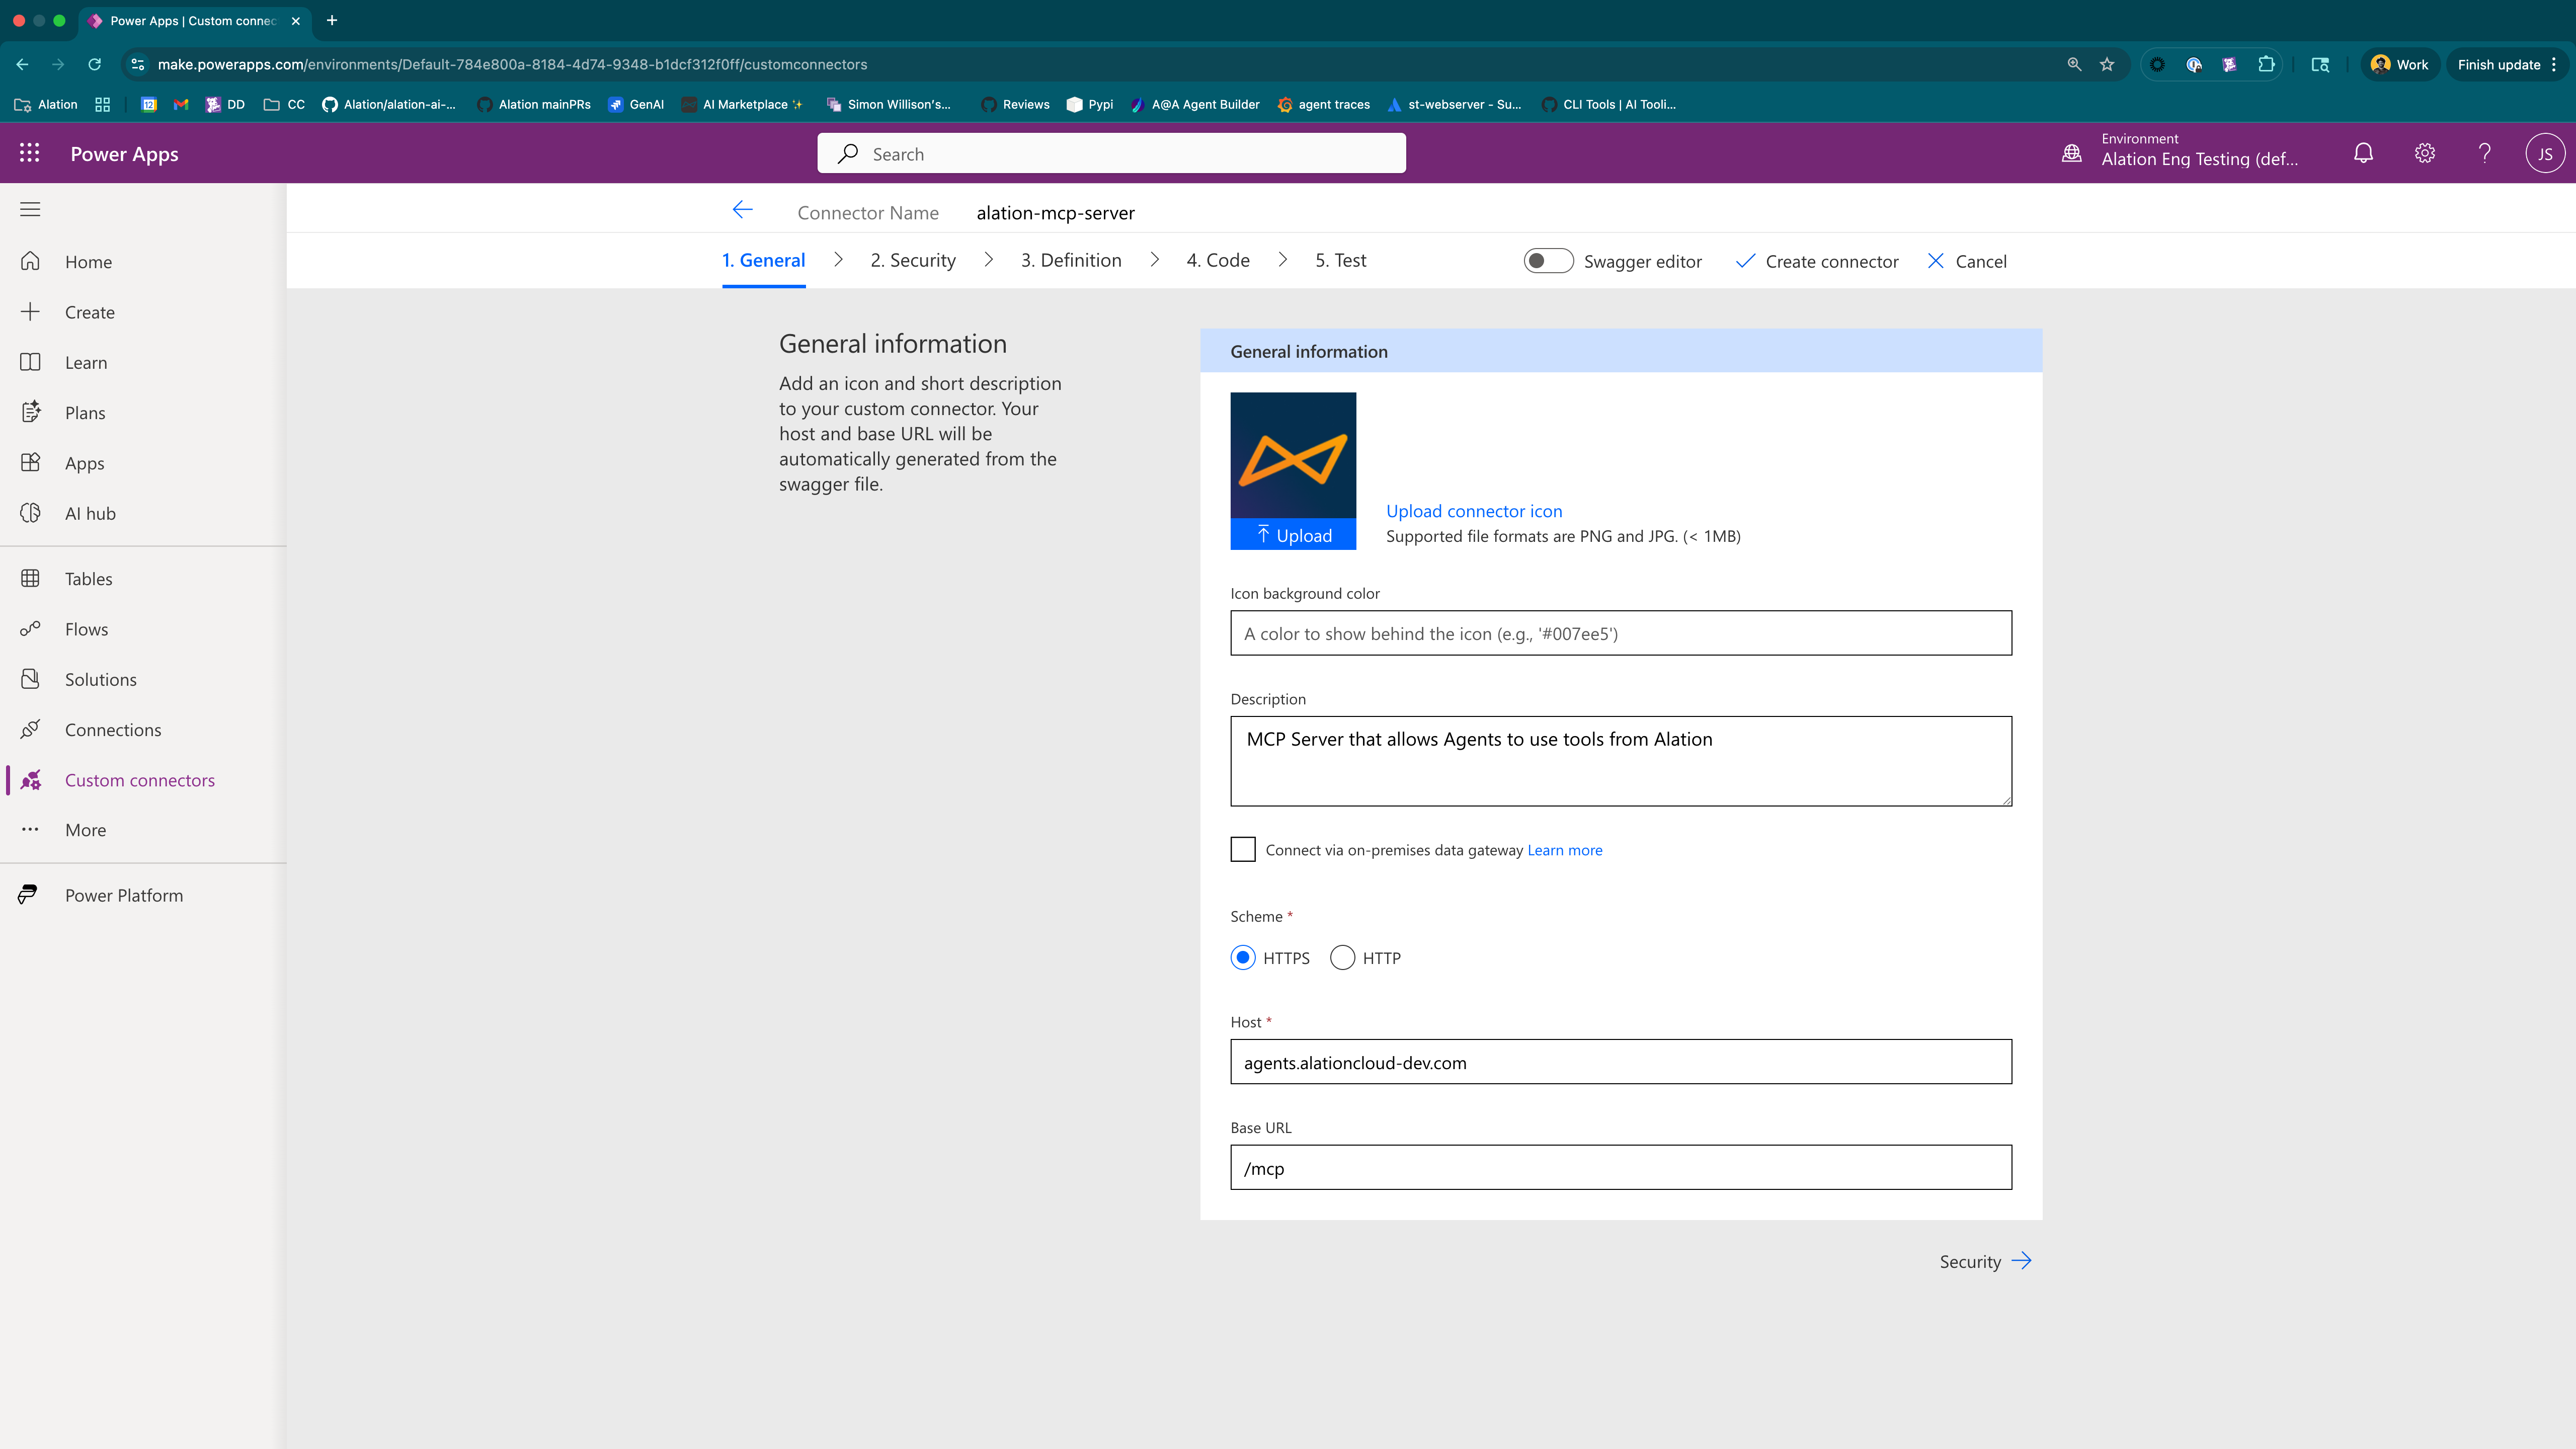 Power Apps | Custom connec
make.powerapps.com/environments/Default-784e800a-8184-4d74-9348-b1dcf312f0ff/customconnectors
Work
Finish update
Alation
12
DD
CC
Alation/alation-ai-...
Alation mainPRs
GenAI
AI Marketplace ✨
Simon Willison's...
Reviews
Pypi
A@A Agent Builder
agent traces
st-webserver - Su...
CLI Tools | AI Tooli...
Power Apps
Search
Environment
Alation Eng Testing (def...
JS
Home
Create
Learn
Plans
Apps
AI hub
Tables
Flows
Solutions
Connections
Custom connectors
More
Power Platform
Connector Name alation-mcp-server
1. General
2. Security
3. Definition
4. Code
5. Test
Swagger editor
Create connector
Cancel
General information
Add an icon and short description
to your custom connector. Your
host and base URL will be
automatically generated from the
swagger file.
General information
Upload
Upload connector icon
Supported file formats are PNG and JPG. (< 1MB)
Icon background color
A color to show behind the icon (e.g., '#007ee5')
Description
MCP Server that allows Agents to use tools from Alation
Connect via on-premises data gateway Learn more
Scheme *
HTTPS
HTTP
Host *
agents.alationcloud-dev.com
Base URL
/mcp
Security